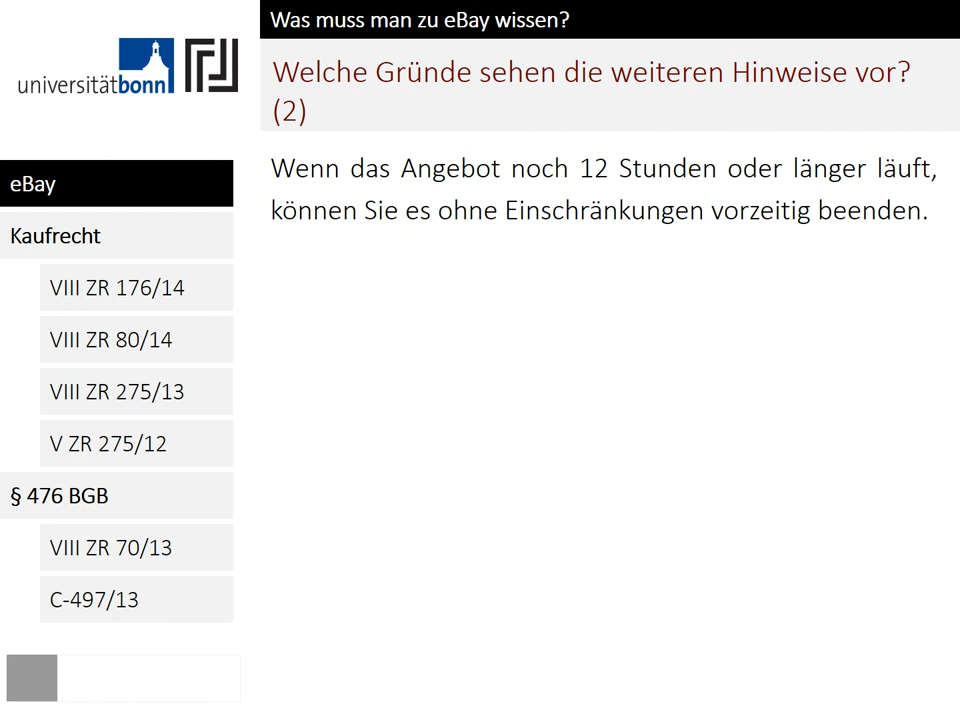 universitätbonn
Was muss man zu eBay wissen?
Welche Gründe sehen die weiteren Hinweise vor?
(2)
Wenn das Angebot noch 12 Stunden oder länger läuft,
können Sie es ohne Einschränkungen vorzeitig beenden.
eBay
Kaufrecht
VIII ZR 176/14
VIII ZR 80/14
VIII ZR 275/13
V ZR 275/12
§ 476 BGB
VIII ZR 70/13
C-497/13